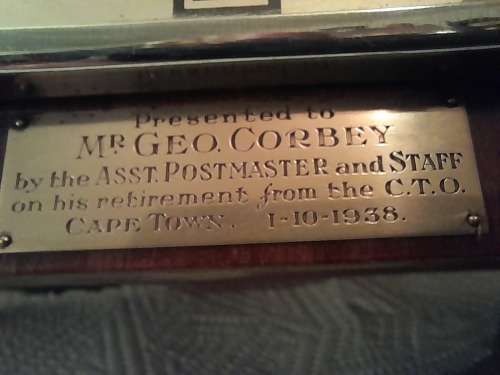 Presented to
MR GEO. CORBEY
by the ASST. POSTMASTER and STAFF
on his retirement from the C.T.O.
CAPE TOWN. 1-10-1938.